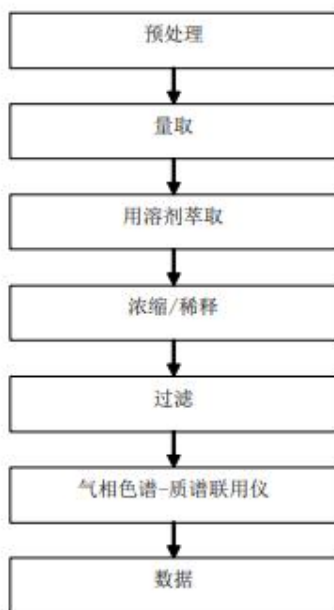 预处理
量取
用溶剂萃取
浓缩/稀释
过滤
气相色谱-质谱联用仪
数据